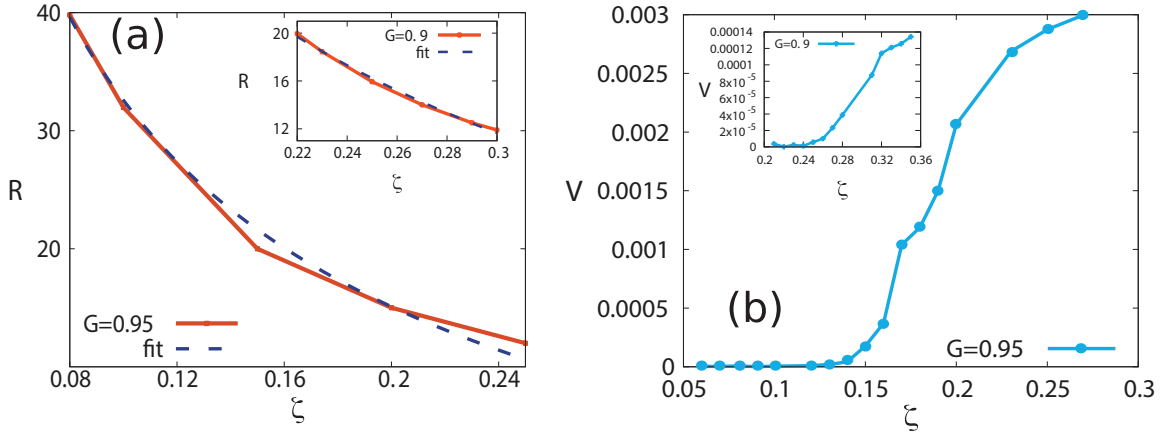 (a)
40
30
20
R
0.08
0.12
0.16
0.2
0.24
ζ
G=0.95
fit
20
16
12
R
0.22
0.24
0.26
0.28
0.3
ζ
G=0. 9
fit
(b)
0.003
0.0025
0.002
0.0015
0.001
0.0005
0
V
0.05
0.1
0.15
0.2
0.25
0.3
ζ
G=0.95
0.00014
0.00012
0.0001
8x10-5
6x10-5
4x10-5
2x10-5
0
V
0.2
0.24
0.28
0.32
0.36
ζ
G=0. 9